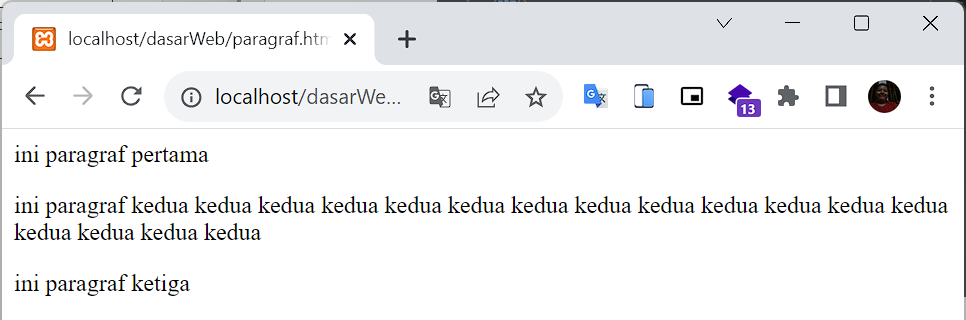 localhost/dasarWeb/paragraf.htm
localhost/dasarWe...
13
ini paragraf pertama
ini paragraf kedua kedua kedua kedua kedua kedua kedua kedua kedua kedua kedua kedua kedua
kedua kedua kedua kedua
ini paragraf ketiga